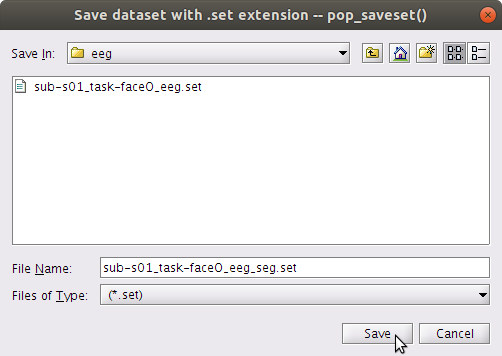 Save dataset with .set extension -- pop_saveset()
Save In: eeg
sub-s01_task-faceO_eeg.set
File Name: sub-s01_task-faceO_eeg_seg.set
Files of Type: (*.set)
Save Cancel